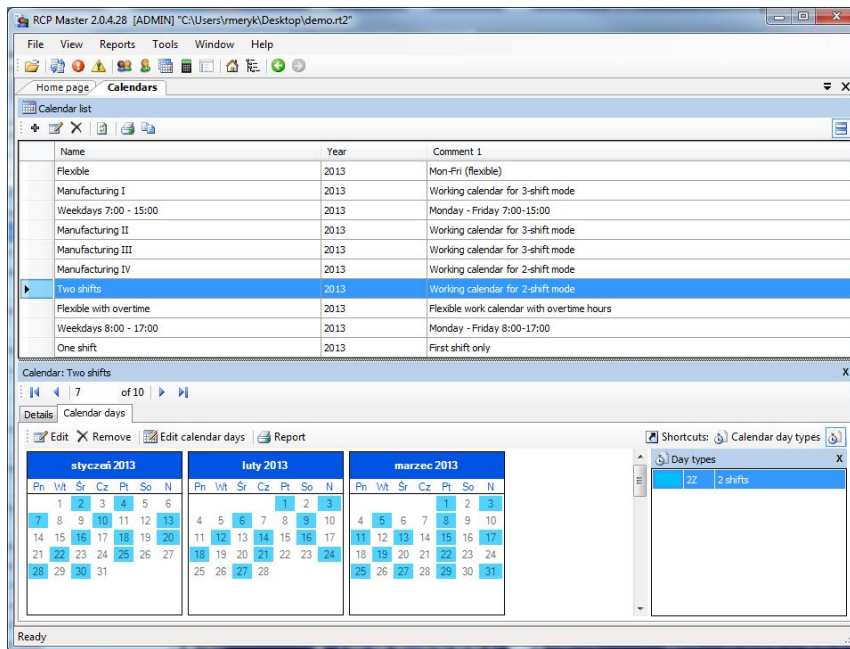 RCP Master 2.0.4.28 [ADMIN] "C:\Users\rmeryk\Desktop\demo.rt2"
File View Reports Tools Window Help
Home page Calendars
Calendar list
Name Year Comment 1
Flexible 2013 Mon-Fri (flexible)
Manufacturing I 2013 Working calendar for 3-shift mode
Weekdays 7:00 - 15:00 2013 Monday - Friday 7:00-15:00
Manufacturing II 2013 Working calendar for 3-shift mode
Manufacturing III 2013 Working calendar for 3-shift mode
Manufacturing IV 2013 Working calendar for 2-shift mode
Two shifts 2013 Working calendar for 2-shift mode
Flexible with overtime 2013 Flexible work calendar with overtime hours
Weekdays 8:00 - 17:00 2013 Monday - Friday 8:00-17:00
One shift 2013 First shift only
Calendar: Two shifts X
7 of 10
Details Calendar days
Edit Remove Edit calendar days Report Shortcuts: Calendar day types
styczeń 2013 luty 2013 marzec 2013 Day types X
Pn Wt Śr Cz Pt So N Pn Wt Śr Cz Pt So N Pn Wt Śr Cz Pt So N 2Z 2 shifts
1 2 3 4 5 6 1 2 3 1 2 3
7 8 9 10 11 12 13 4 5 6 7 8 9 10 4 5 6 7 8 9 10
14 15 16 17 18 19 20 11 12 13 14 15 16 17 11 12 13 14 15 16 17
21 22 23 24 25 26 27 18 19 20 21 22 23 24 18 19 20 21 22 23 24
28 29 30 31 25 26 27 28 25 26 27 28 29 30 31
Ready